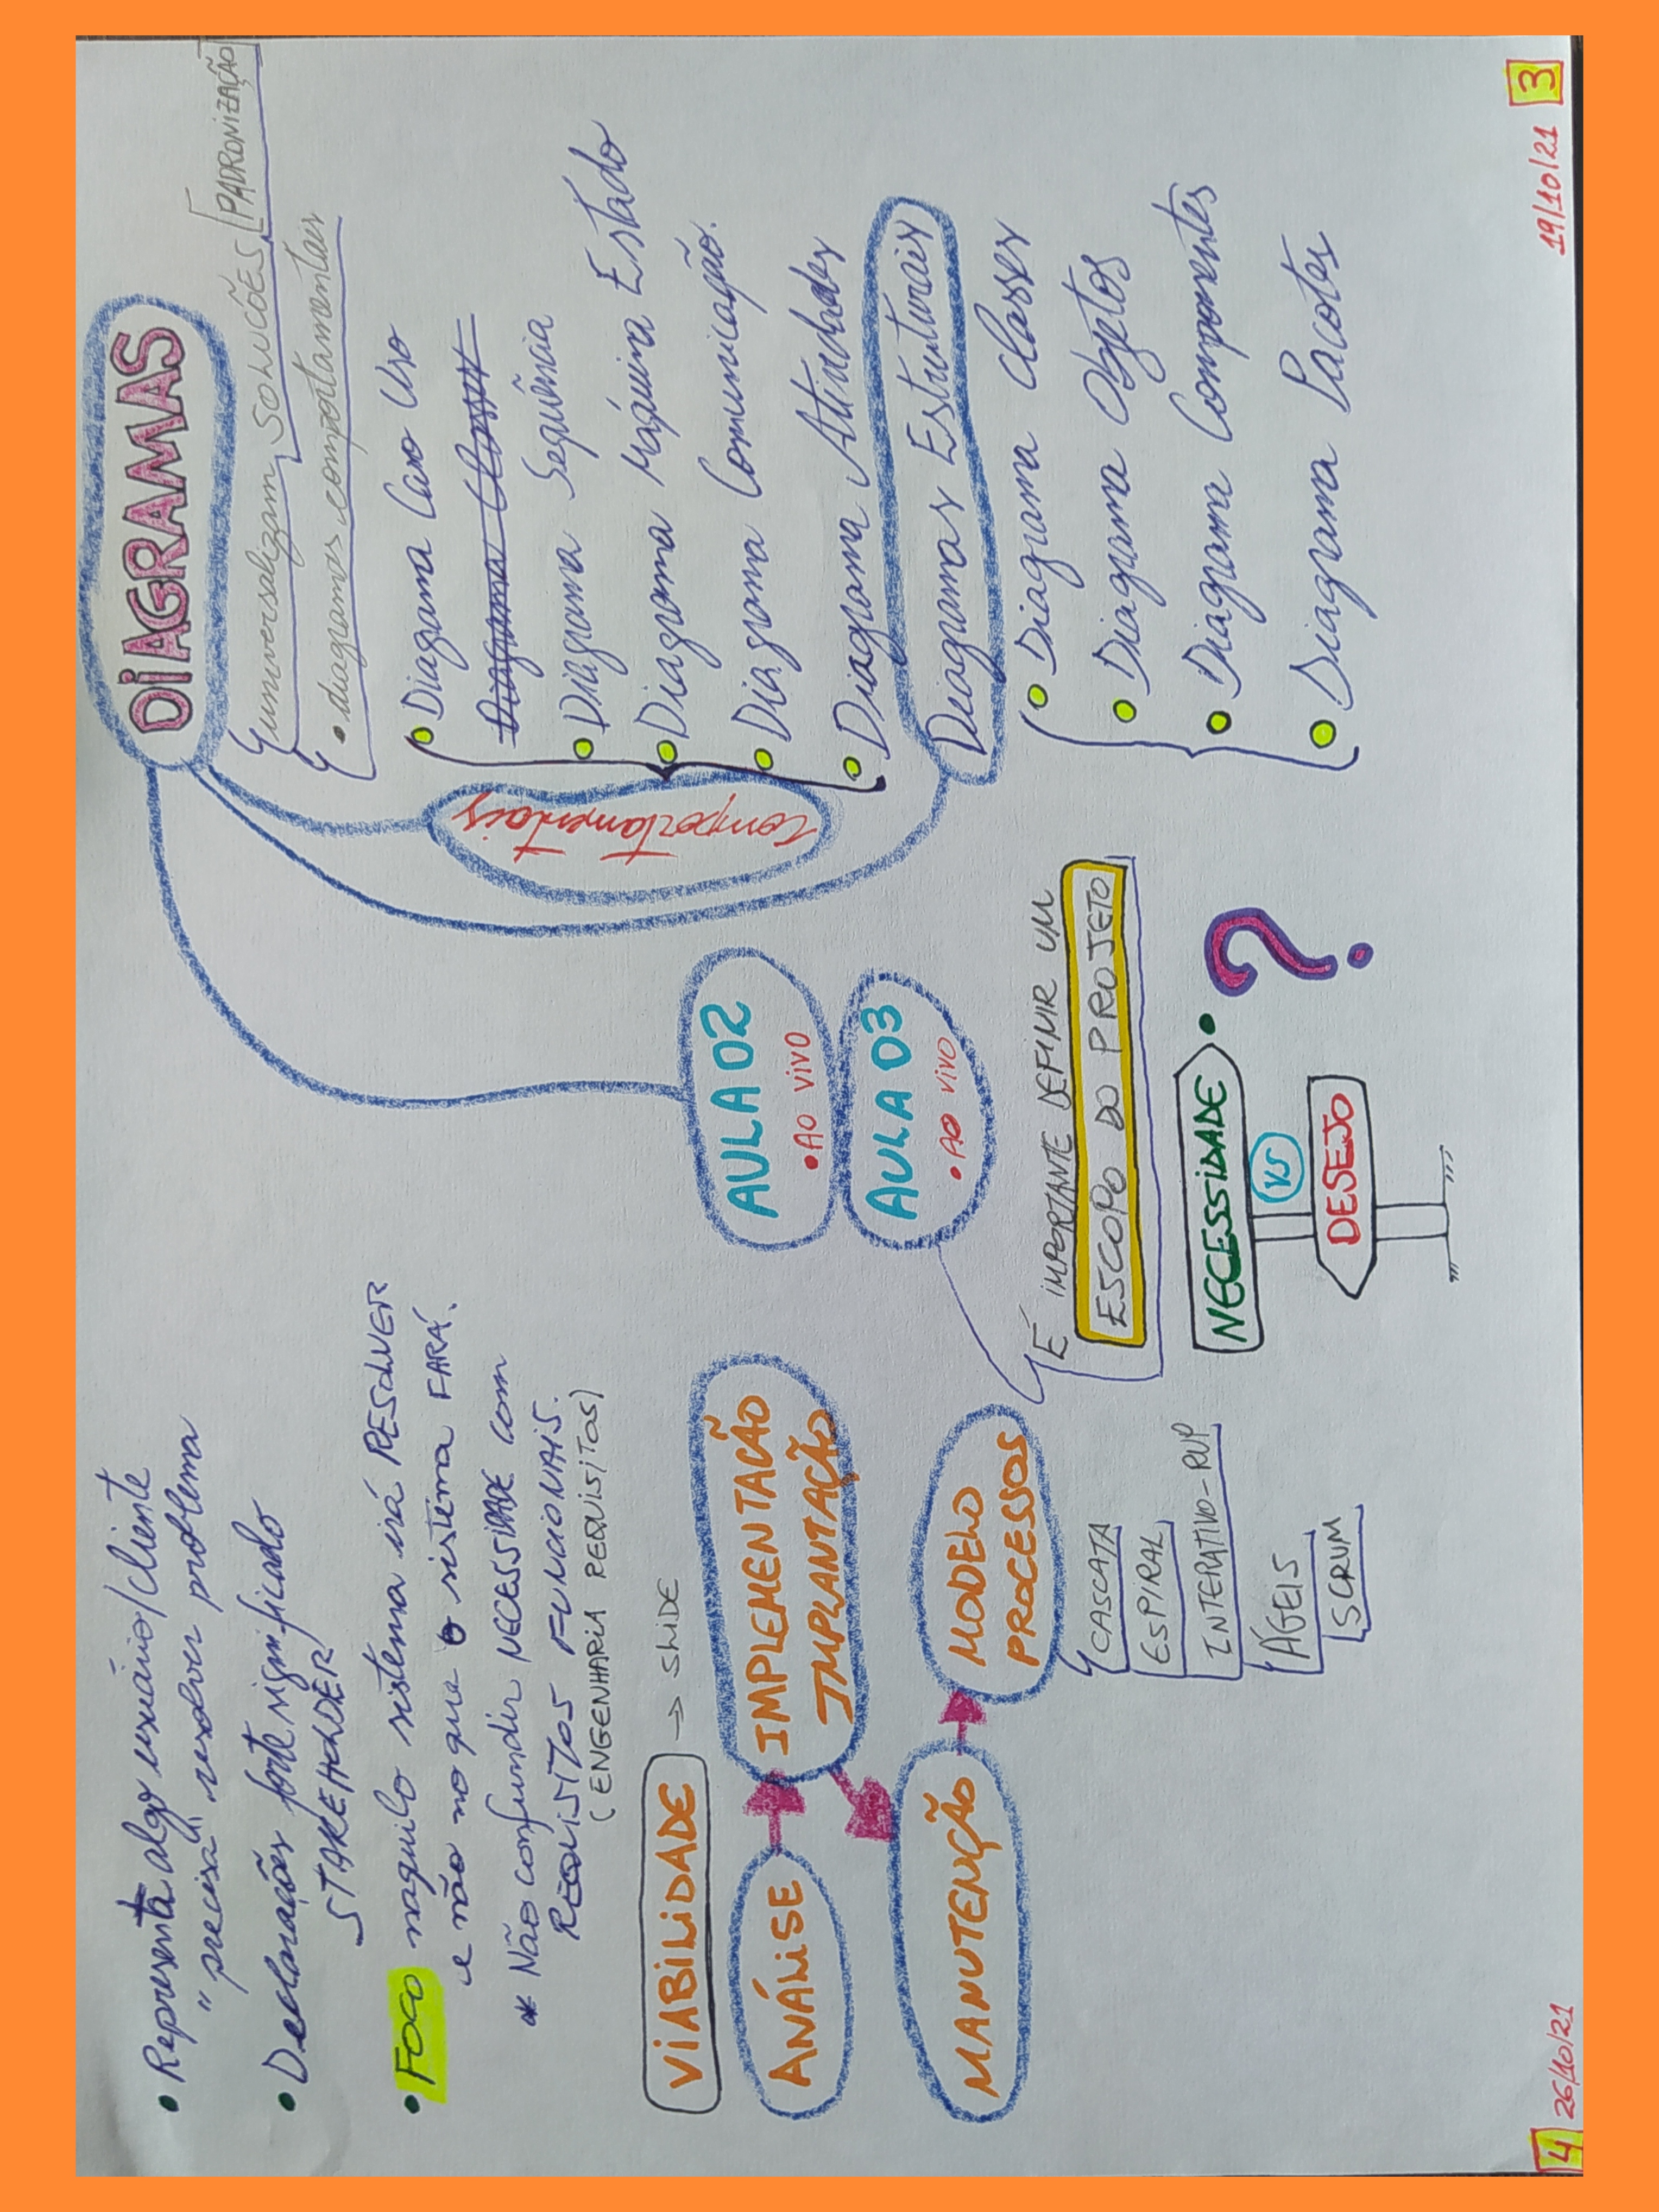 • Representa algo usuário/cliente
"precisa" resolver problema
• Declarações forte significado
STAKEHOLDER
• FOCO naquilo sistema irá RESOLVER
e não no que o sistema FARÁ.
* Não confundir NECESSIDADE com
REQUISITOS FUNCIONAIS.
(ENGENHARIA REQUISITOS)
VIABILIDADE → SLIDE
ANÁLISE
IMPLEMENTAÇÃO
IMPLANTAÇÃO
MANUTENÇÃO
MODELO
PROCESSOS
CASCATA
ESPIRAL
INTERATIVO-RUP
ÁGEIS
SCRUM
4 26/10/21
AULA 02
• AO VIVO
AULA 03
• AO VIVO
É IMPORTANTE DEFINIR UM
ESCOPO DO PROJETO
NECESSIDADE •
VS
DESEJO
?
DIAGRAMAS
universalizam SOLUCÕES [PADRONIZAÇÃO]
• diagramas comportamentais
Comportamentais
• Diagrama Caso Uso
Diagrama Classes
• Diagrama Sequência
• Diagrama Máquina Estado
• Diagrama Comunicação.
• Diagrama Atividades
Diagramas Estruturais
• Diagrama Classes
• Diagrama Objetos
• Diagrama Componentes
• Diagrama Pacotes
19/10/21 3